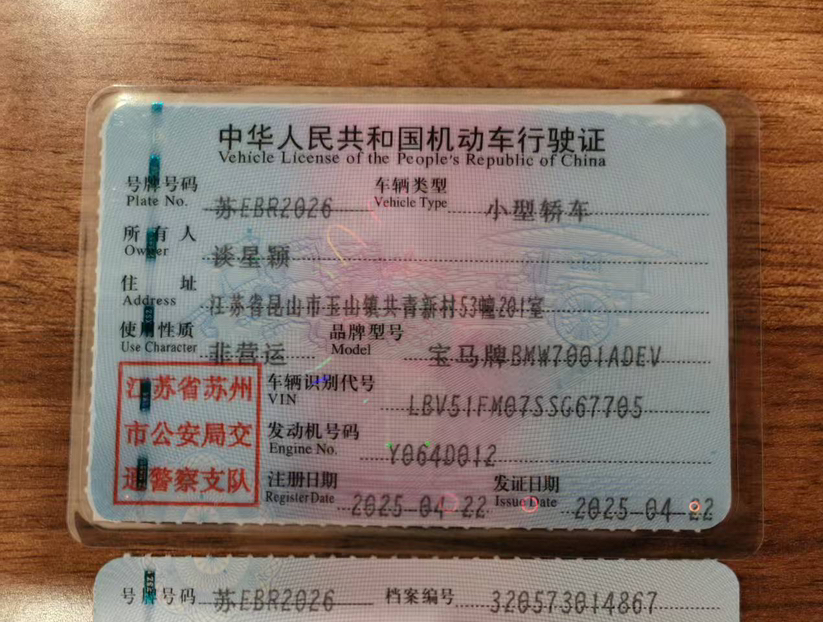 中华人民共和国机动车行驶证
Vehicle License of the People's Republic of China
号牌号码 苏EBR2026 车辆类型 小型轿车
Plate No. Vehicle Type
所有人 淡星颖
Owner
住址 江苏省昆山市玉山镇共青新村53幢201室
Address
使用性质 非营运 品牌型号 宝马牌BMW7001ADEV
Use Character Model
江苏省苏州
市公安局交
通警察支队
车辆识别代号 LBV51FM07SSG67705
VIN
发动机号码 Y064D012
Engine No.
注册日期 2025-04-22 发证日期 2025-04-22
Register Date Issue Date
号牌号码 苏EBR2026 档案编号 320573014867